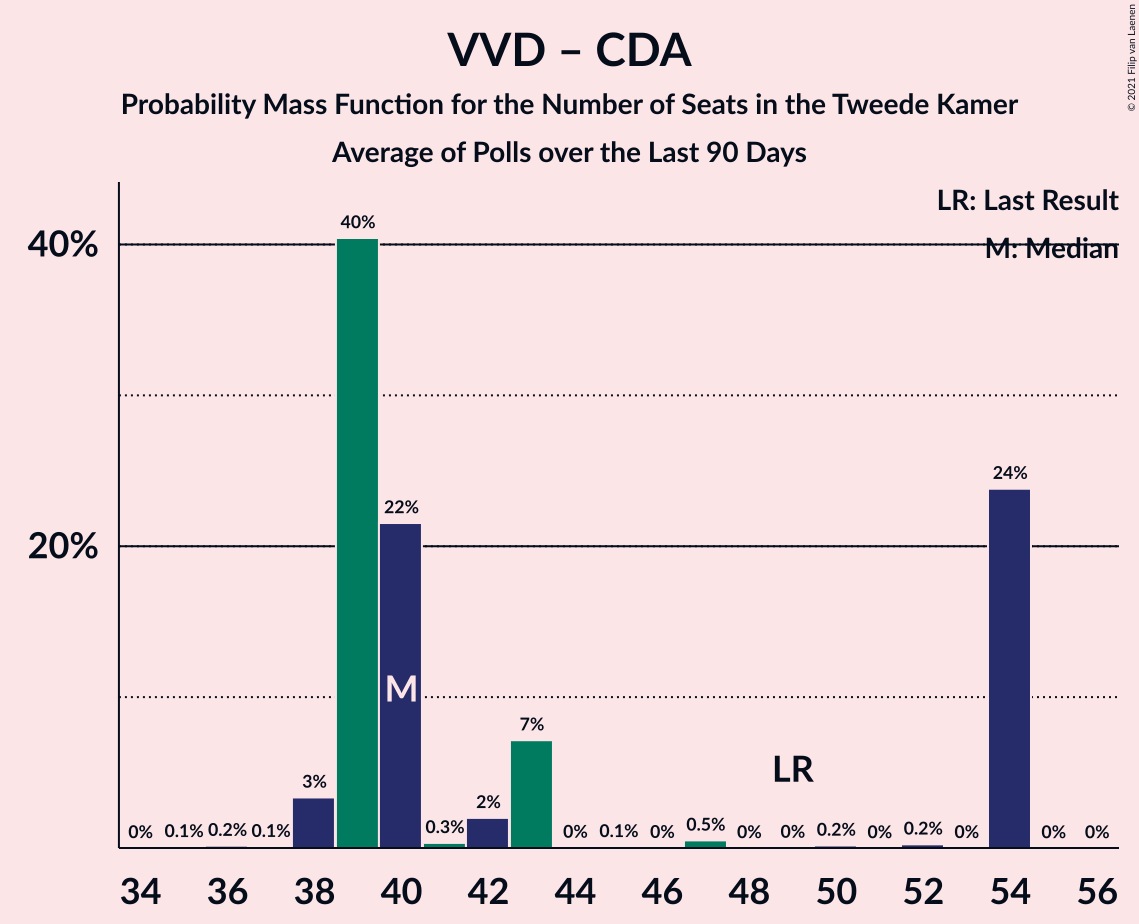 VVD – CDA
Probability Mass Function for the Number of Seats in the Tweede Kamer
Average of Polls over the Last 90 Days
© 2021 Filip van Laenen
LR: Last Result
M: Median
40%
20%
0%
0.1%
0.2%
0.1%
3%
40%
22%
0.3%
2%
7%
0%
0.1%
0%
0.5%
0%
0%
0.2%
0%
0.2%
0%
24%
0%
0%
M
LR
34 36 38 40 42 44 46 48 50 52 54 56